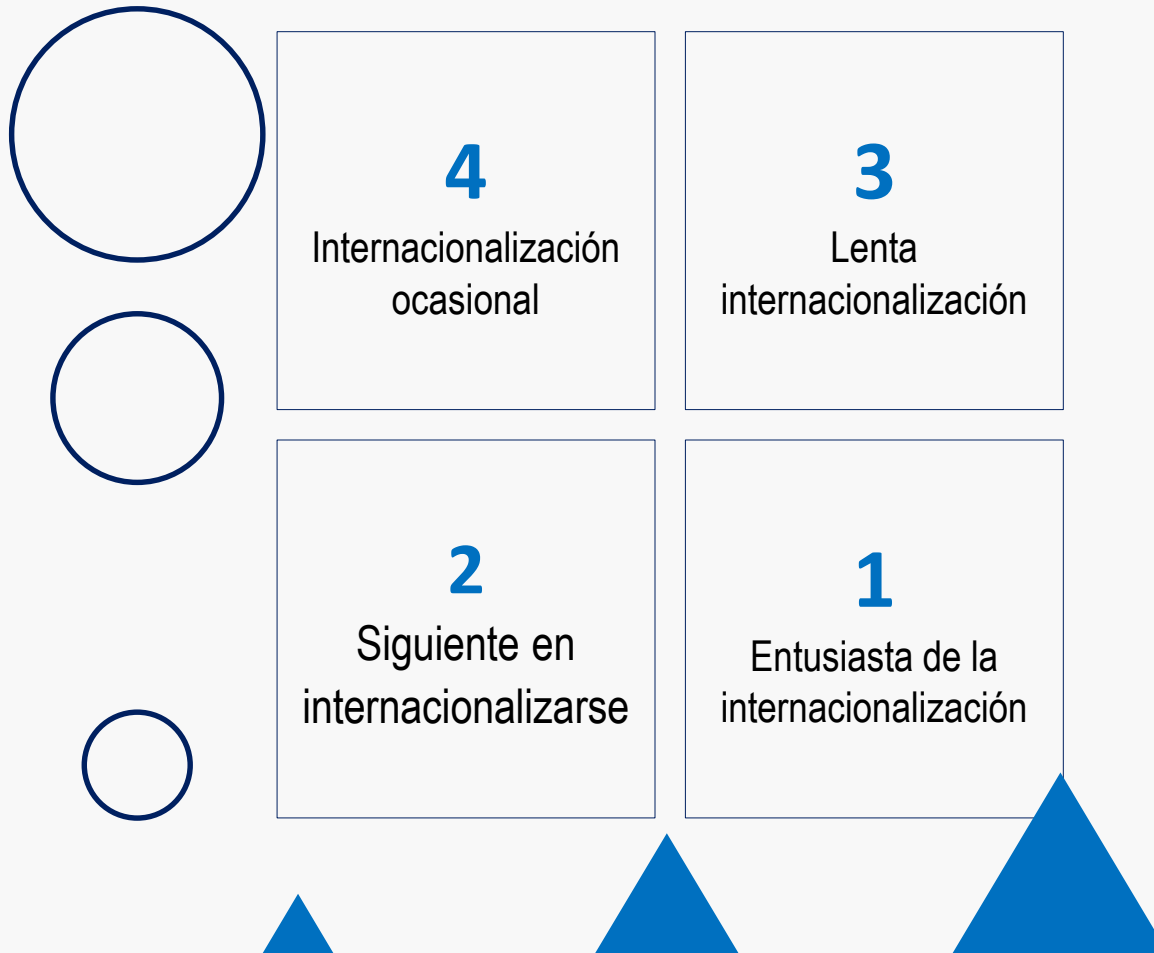 4
Internacionalización
ocasional
3
Lenta
internacionalización
2
Siguiente en
internacionalizarse
1
Entusiasta de la
internacionalización